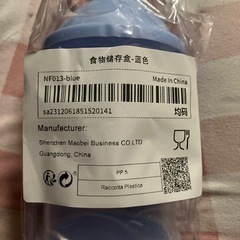 食物储存盒-蓝色
NF013-blue Made In China
sa2312061851520141 均码
Manufacturer:
Shenzhen Maobei Business CO,LTD
Guangdong, China
PP 5
Raccolta Plastica